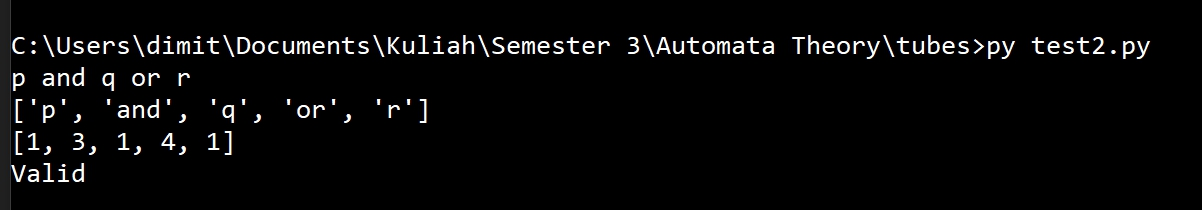 C:\Users\dimit\Documents\Kuliah\Semester 3\Automata Theory\tubes>py test2.py
p and q or r
['p', 'and', 'q', 'or', 'r']
[1, 3, 1, 4, 1]
Valid